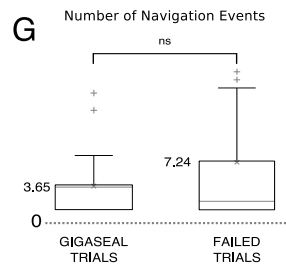 G
Number of Navigation Events
ns
7.24
3.65
0
GIGASEAL
TRIALS
FAILED
TRIALS